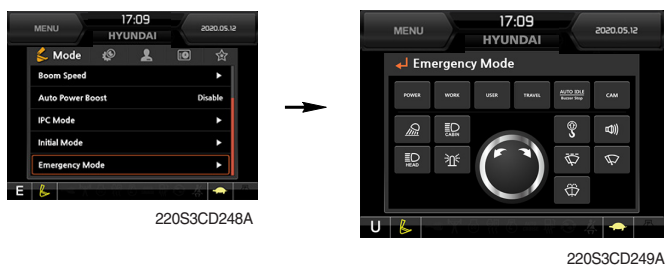 MENU
17:09
2020.05.12
HYUNDAI
Mode
Boom Speed
Auto Power Boost Disable
IPC Mode
Initial Mode
Emergency Mode
E
220S3CD248A
MENU
17:09
2020.05.12
HYUNDAI
Emergency Mode
POWER WORK USER TRAVEL AUTO IDLE CAM
Buzzer Stop
CABIN
HEAD
U
220S3CD249A